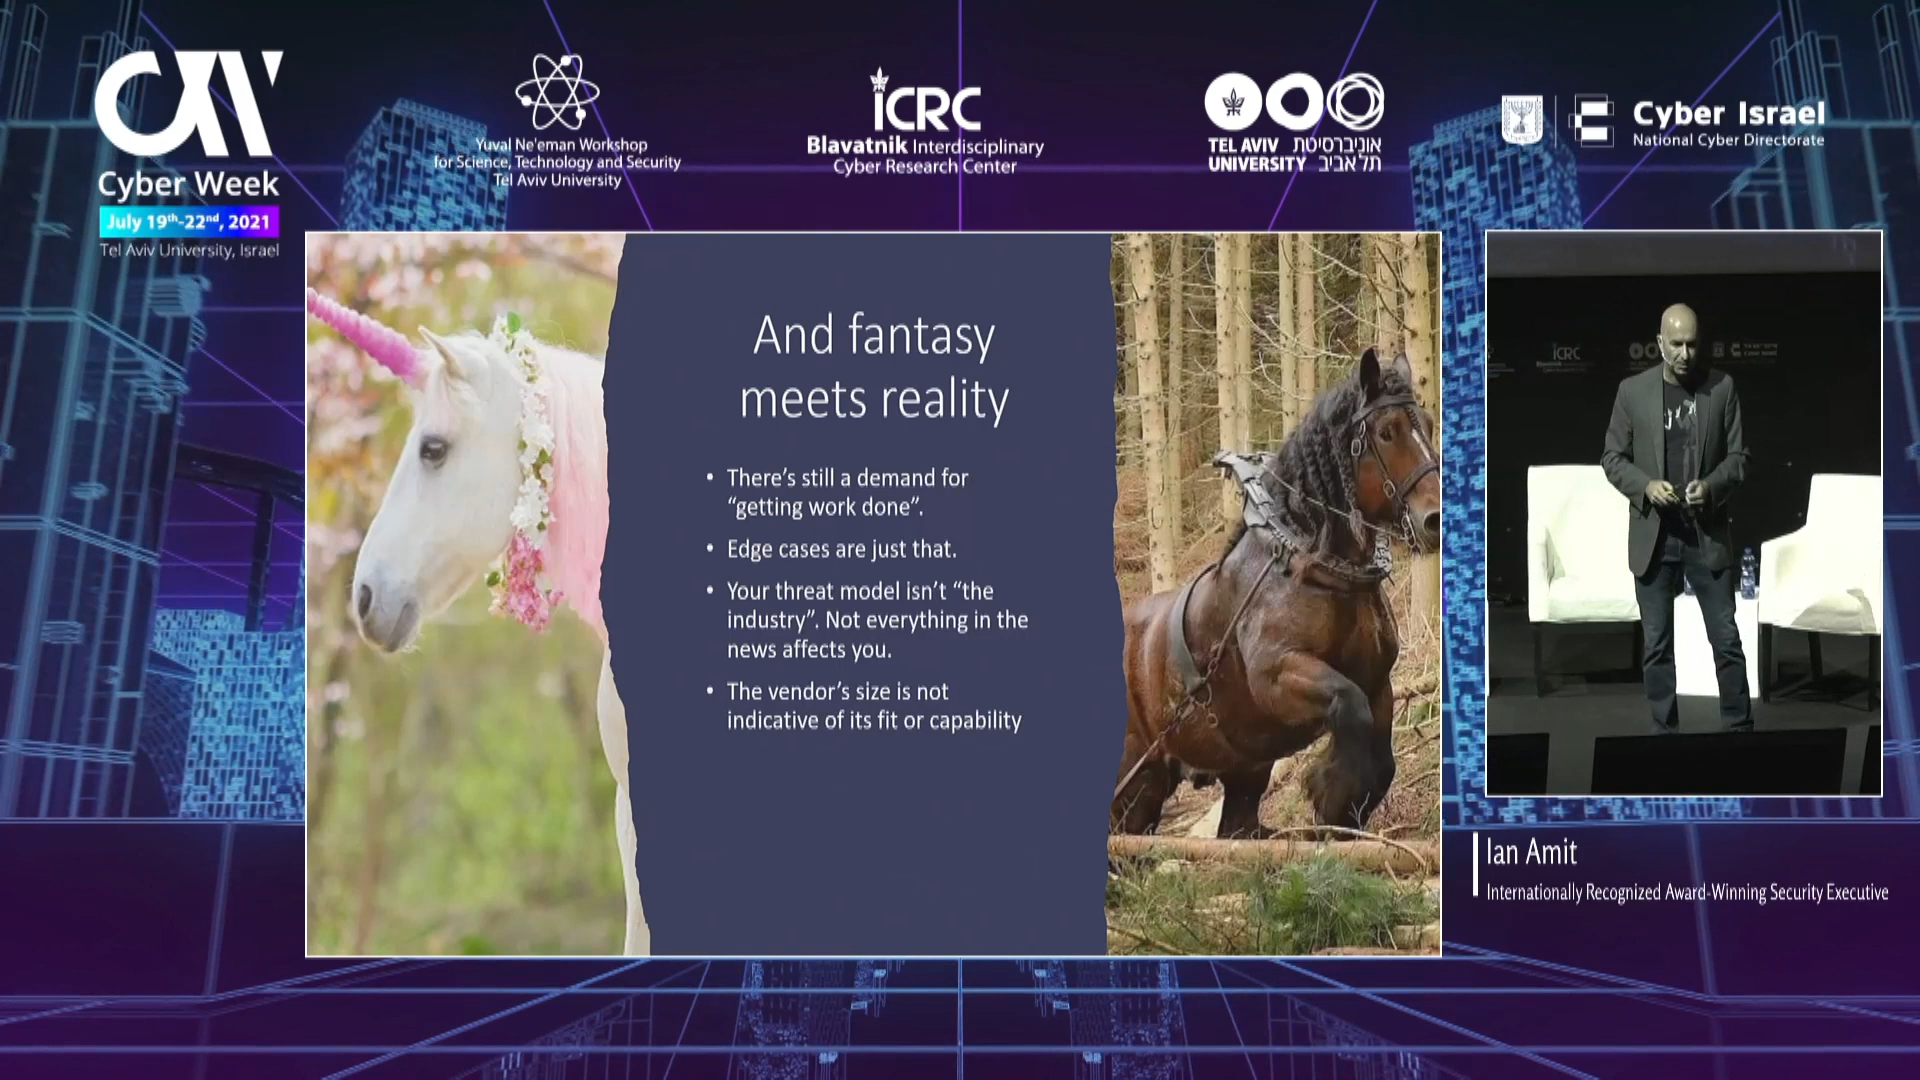 Cyber Week
July 19th-22nd, 2021
Tel Aviv University, Israel
Yuval Ne'eman Workshop
for Science, Technology and Security
Tel Aviv University
ICRC
Blavatnik Interdisciplinary
Cyber Research Center
TEL AVIV אוניברסיטת
UNIVERSITY תל אביב
Cyber Israel
National Cyber Directorate
And fantasy
meets reality
• There's still a demand for
“getting work done”.
• Edge cases are just that.
• Your threat model isn't “the
industry”. Not everything in the
news affects you.
• The vendor's size is not
indicative of its fit or capability
ICRC
Ian Amit
Internationally Recognized Award-Winning Security Executive